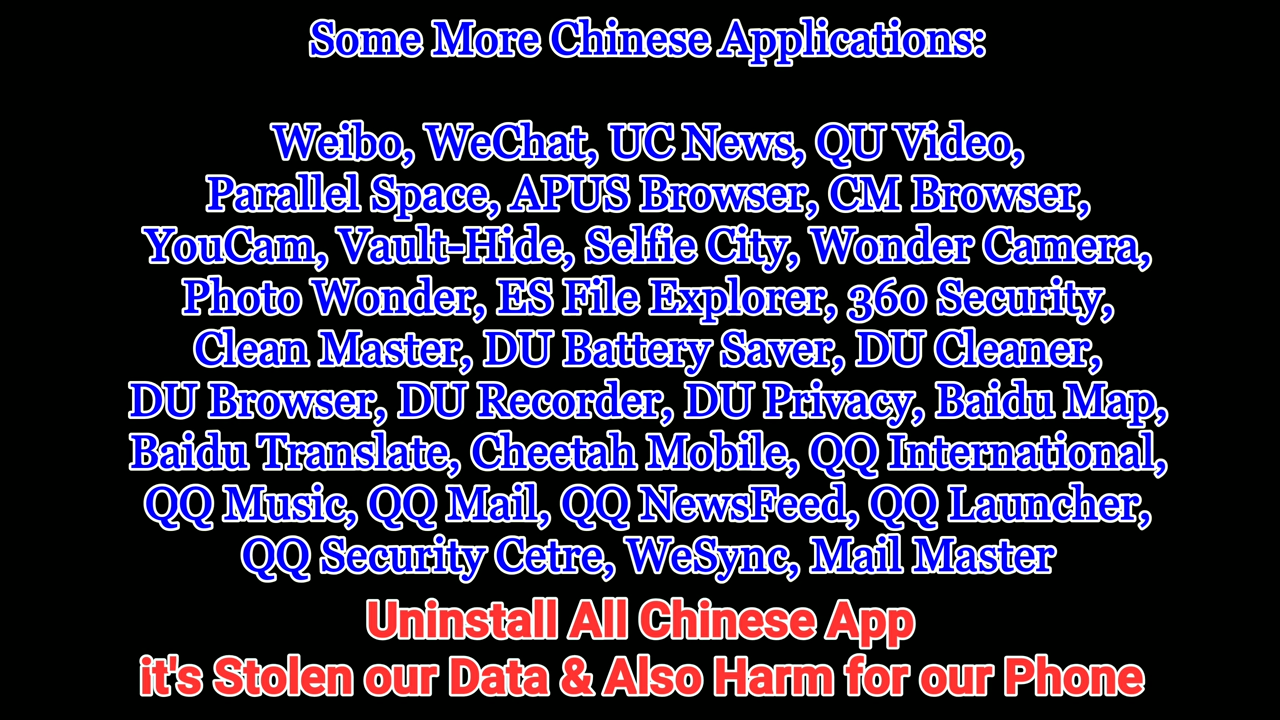 Some More Chinese Applications:
Weibo, WeChat, UC News, QU Video,
Parallel Space, APUS Browser, CM Browser,
YouCam, Vault-Hide, Selfie City, Wonder Camera,
Photo Wonder, ES File Explorer, 360 Security,
Clean Master, DU Battery Saver, DU Cleaner,
DU Browser, DU Recorder, DU Privacy, Baidu Map,
Baidu Translate, Cheetah Mobile, QQ International,
QQ Music, QQ Mail, QQ NewsFeed, QQ Launcher,
QQ Security Cetre, WeSync, Mail Master
Uninstall All Chinese App
it's Stolen our Data & Also Harm for our Phone